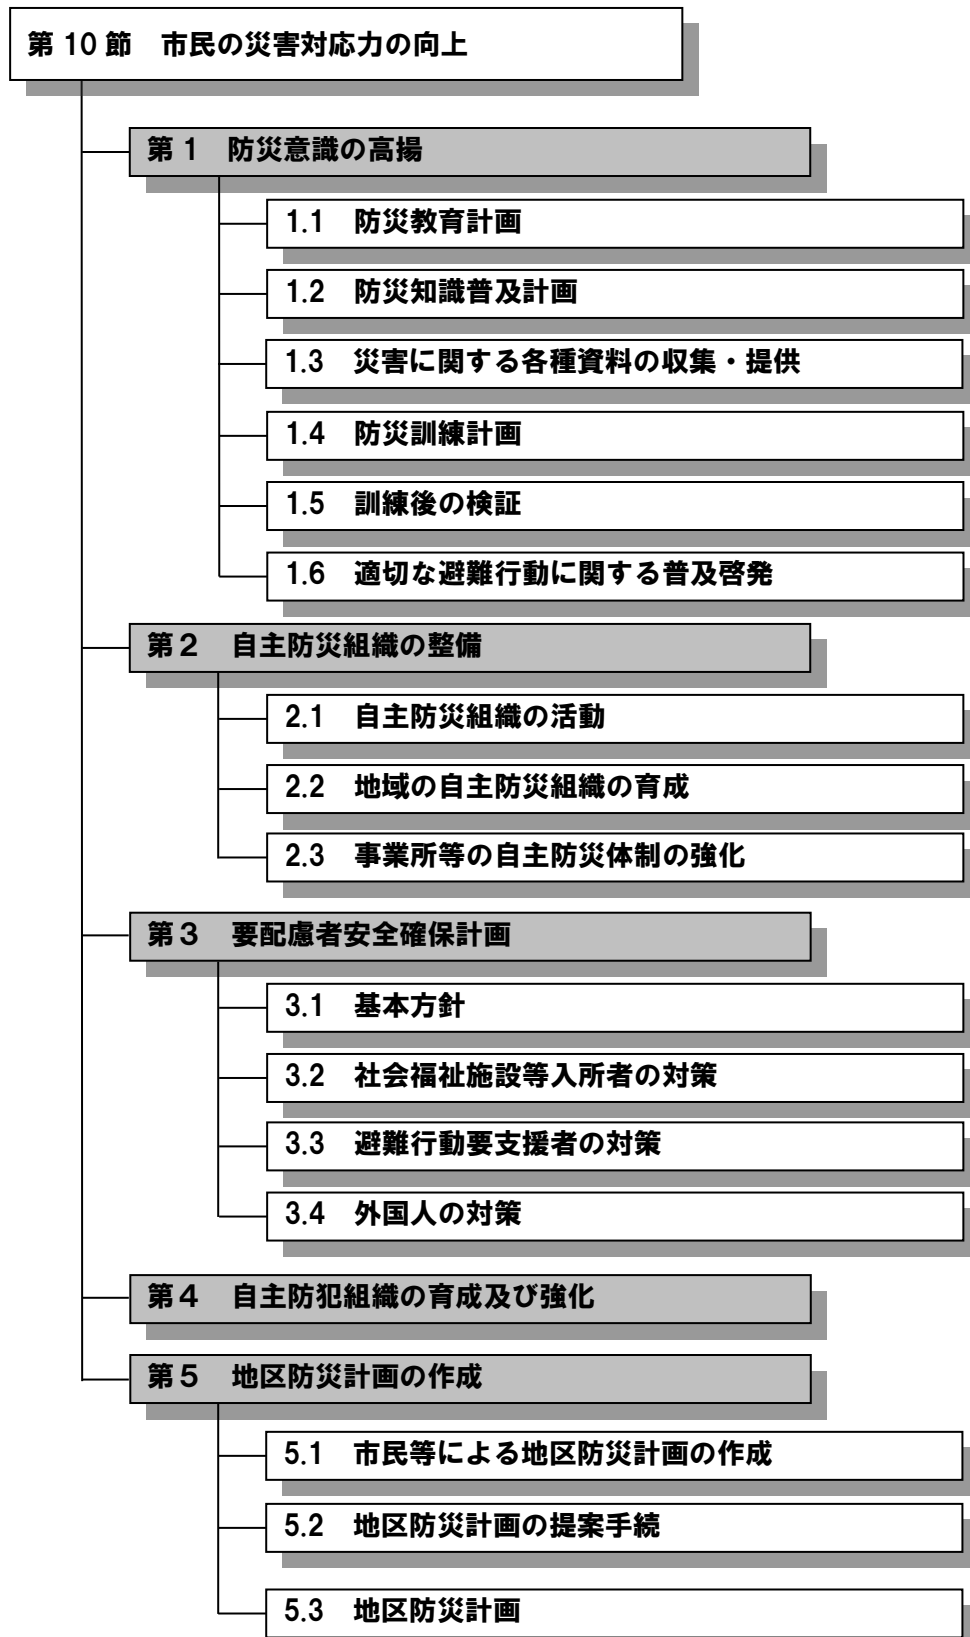 第 10 節　市民の災害対応力の向上
第 1　防災意識の高揚
1.1　防災教育計画
1.2　防災知識普及計画
1.3　災害に関する各種資料の収集・提供
1.4　防災訓練計画
1.5　訓練後の検証
1.6　適切な避難行動に関する普及啓発
第２　自主防災組織の整備
2.1　自主防災組織の活動
2.2　地域の自主防災組織の育成
2.3　事業所等の自主防災体制の強化
第３　要配慮者安全確保計画
3.1　基本方針
3.2　社会福祉施設等入所者の対策
3.3　避難行動要支援者の対策
3.4　外国人の対策
第４　自主防犯組織の育成及び強化
第５　地区防災計画の作成
5.1　市民等による地区防災計画の作成
5.2　地区防災計画の提案手続
5.3　地区防災計画